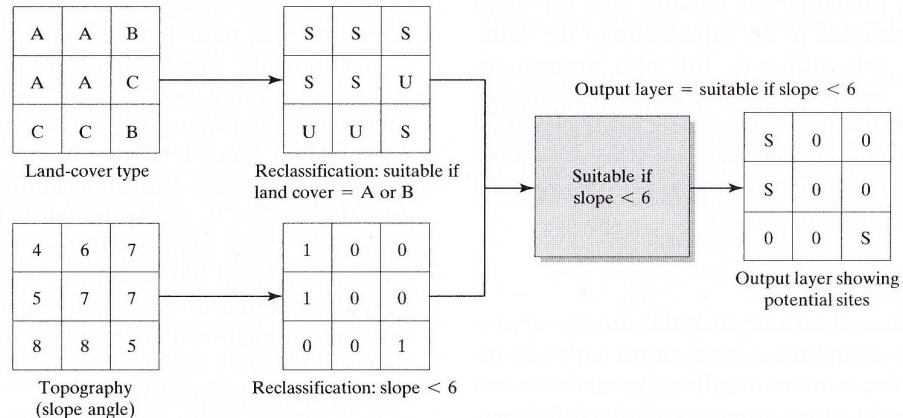 A A B
A A C
C C B
Land-cover type
S S S
S S U
U U S
Reclassification: suitable if
land cover = A or B
4 6 7
5 7 7
8 8 5
Topography
(slope angle)
1 0 0
1 0 0
0 0 1
Reclassification: slope < 6
Suitable if
slope < 6
Output layer = suitable if slope < 6
S 0 0
S 0 0
0 0 S
Output layer showing
potential sites